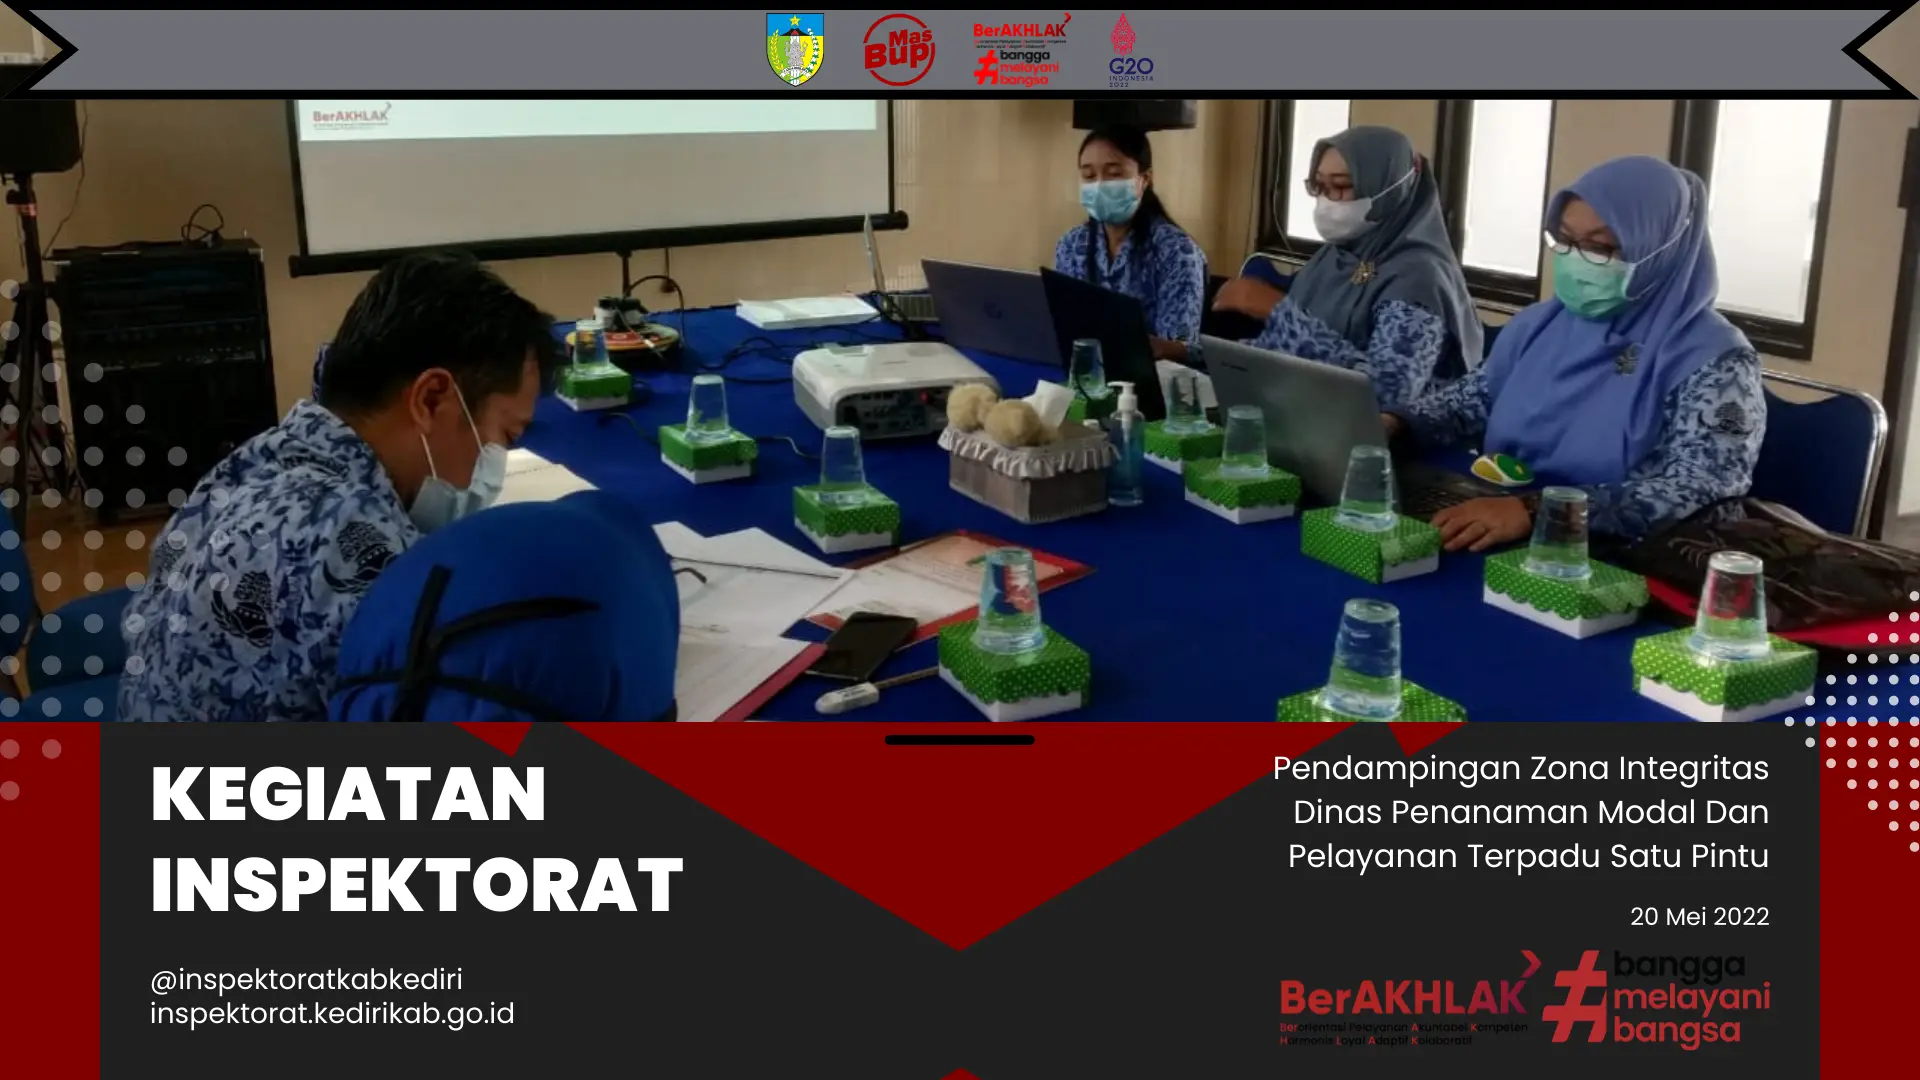 Mas
Bup
BerAKHLAK
#bangga
melayani
bangsa
G20
INDONESIA
2022
BerAKHLAK
KEGIATAN
INSPEKTORAT
@inspektoratkabkediri
inspektorat.kedirikab.go.id
Pendampingan Zona Integritas
Dinas Penanaman Modal Dan
Pelayanan Terpadu Satu Pintu
20 Mei 2022
BerAKHLAK
Berorientasi Pelayanan Akuntabel Kompeten
Harmonis Loyal Adaptif Kolaboratif
#bangga
melayani
bangsa